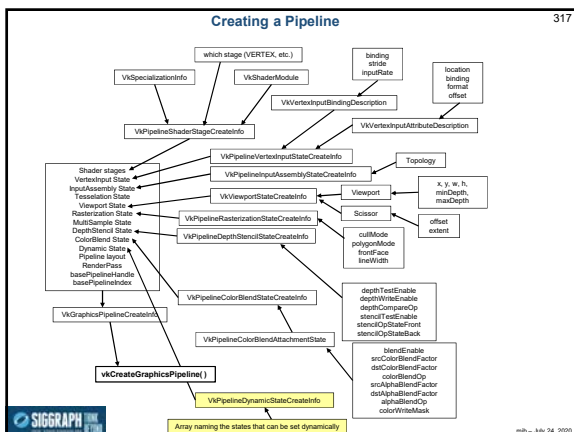 Creating a Pipeline
317
which stage (VERTEX, etc.)
binding
stride
inputRate
location
binding
format
offset
VkSpecializationInfo
VkShaderModule
VkVertexInputBindingDescription
VkVertexInputAttributeDescription
VkPipelineShaderStageCreateInfo
VkPipelineVertexInputStateCreateInfo
VkPipelineInputAssemblyStateCreateInfo
Topology
Shader stages
VertexInput State
InputAssembly State
Tesselation State
Viewport State
Rasterization State
MultiSample State
DepthStencil State
ColorBlend State
Dynamic State
Pipeline layout
RenderPass
basePipelineHandle
basePipelineIndex
VkViewportStateCreateInfo
Viewport
x, y, w, h,
minDepth,
maxDepth
Scissor
offset
extent
VkPipelineRasterizationStateCreateInfo
cullMode
polygonMode
frontFace
lineWidth
VkPipelineDepthStencilStateCreateInfo
depthTestEnable
depthWriteEnable
depthCompareOp
stencilTestEnable
stencilOpStateFront
stencilOpStateBack
VkPipelineColorBlendStateCreateInfo
VkGraphicsPipelineCreateInfo
VkPipelineColorBlendAttachmentState
blendEnable
srcColorBlendFactor
dstColorBlendFactor
colorBlendOp
srcAlphaBlendFactor
dstAlphaBlendFactor
alphaBlendOp
colorWriteMask
vkCreateGraphicsPipeline( )
VkPipelineDynamicStateCreateInfo
Array naming the states that can be set dynamically
SIGGRAPH THINK BEYOND
mjb – July 24, 2020